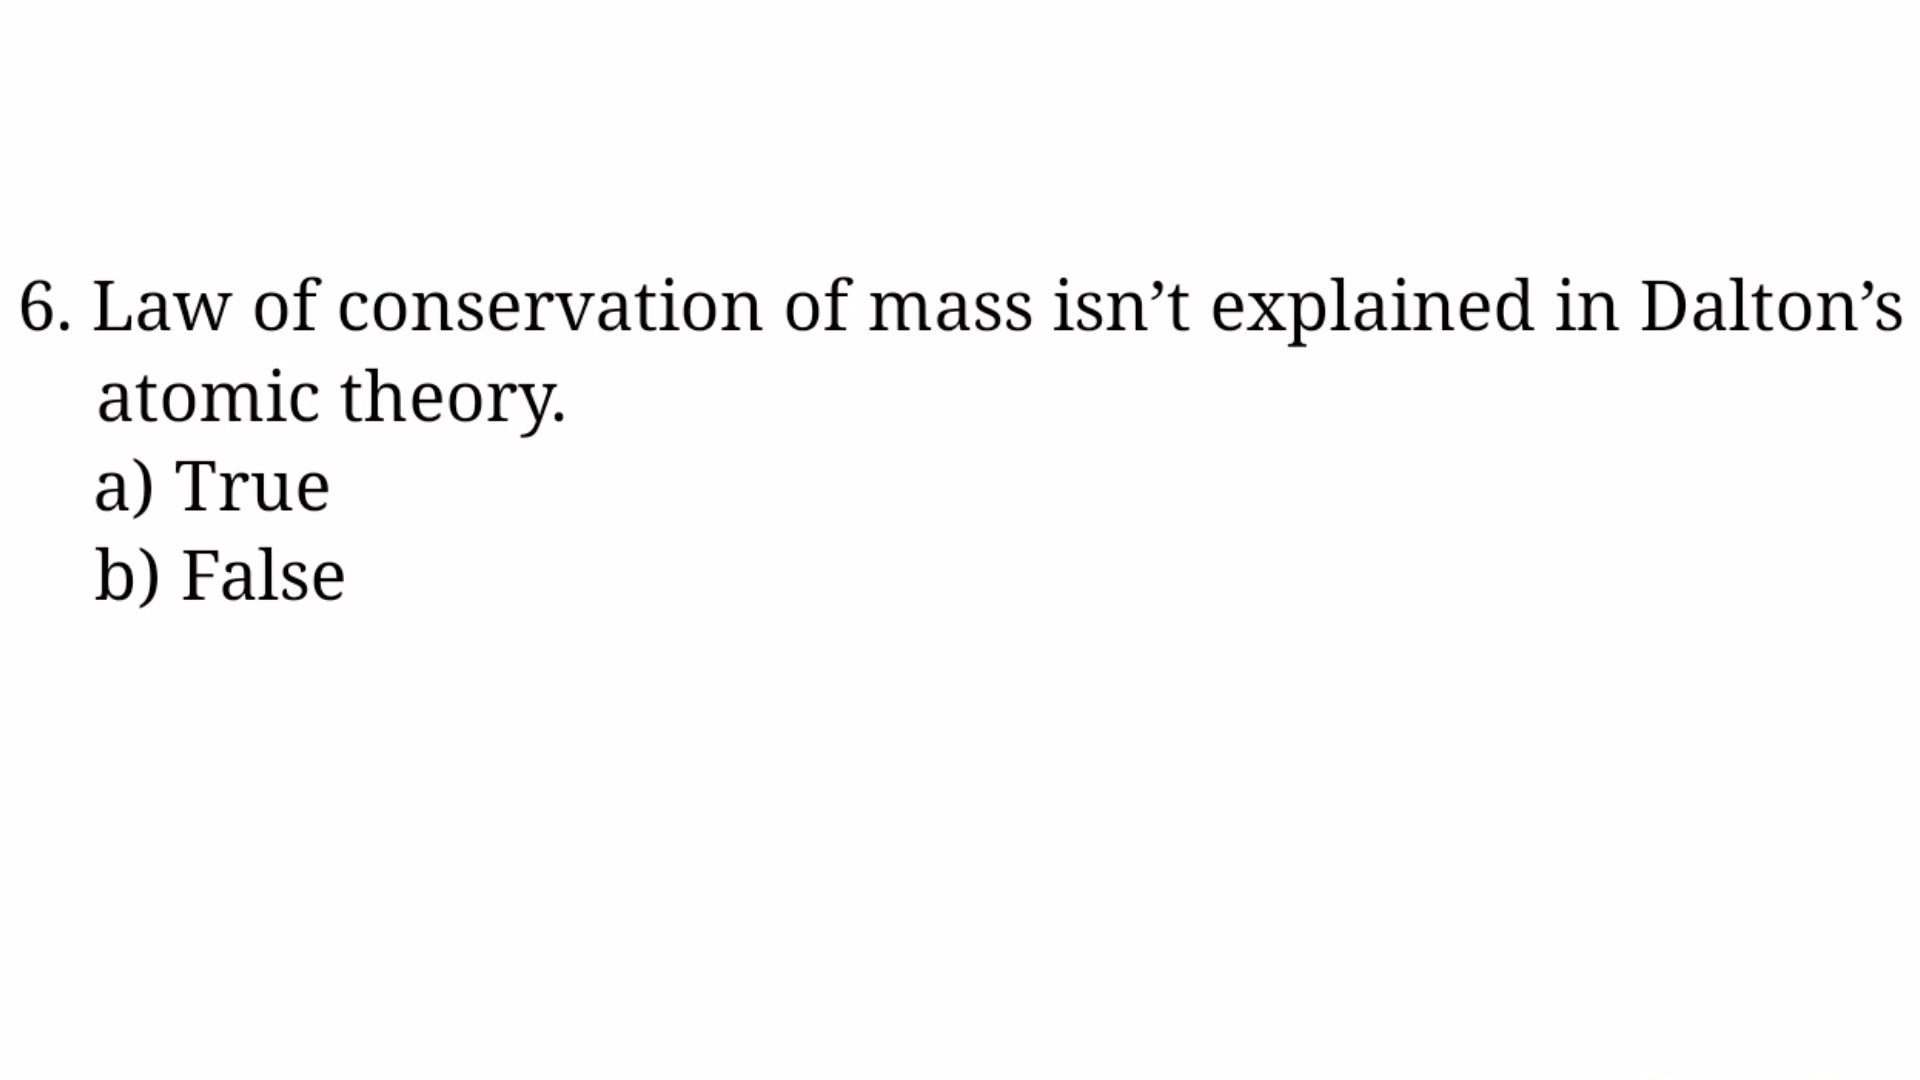 6. Law of conservation of mass isn’t explained in Dalton’s
atomic theory.
a) True
b) False